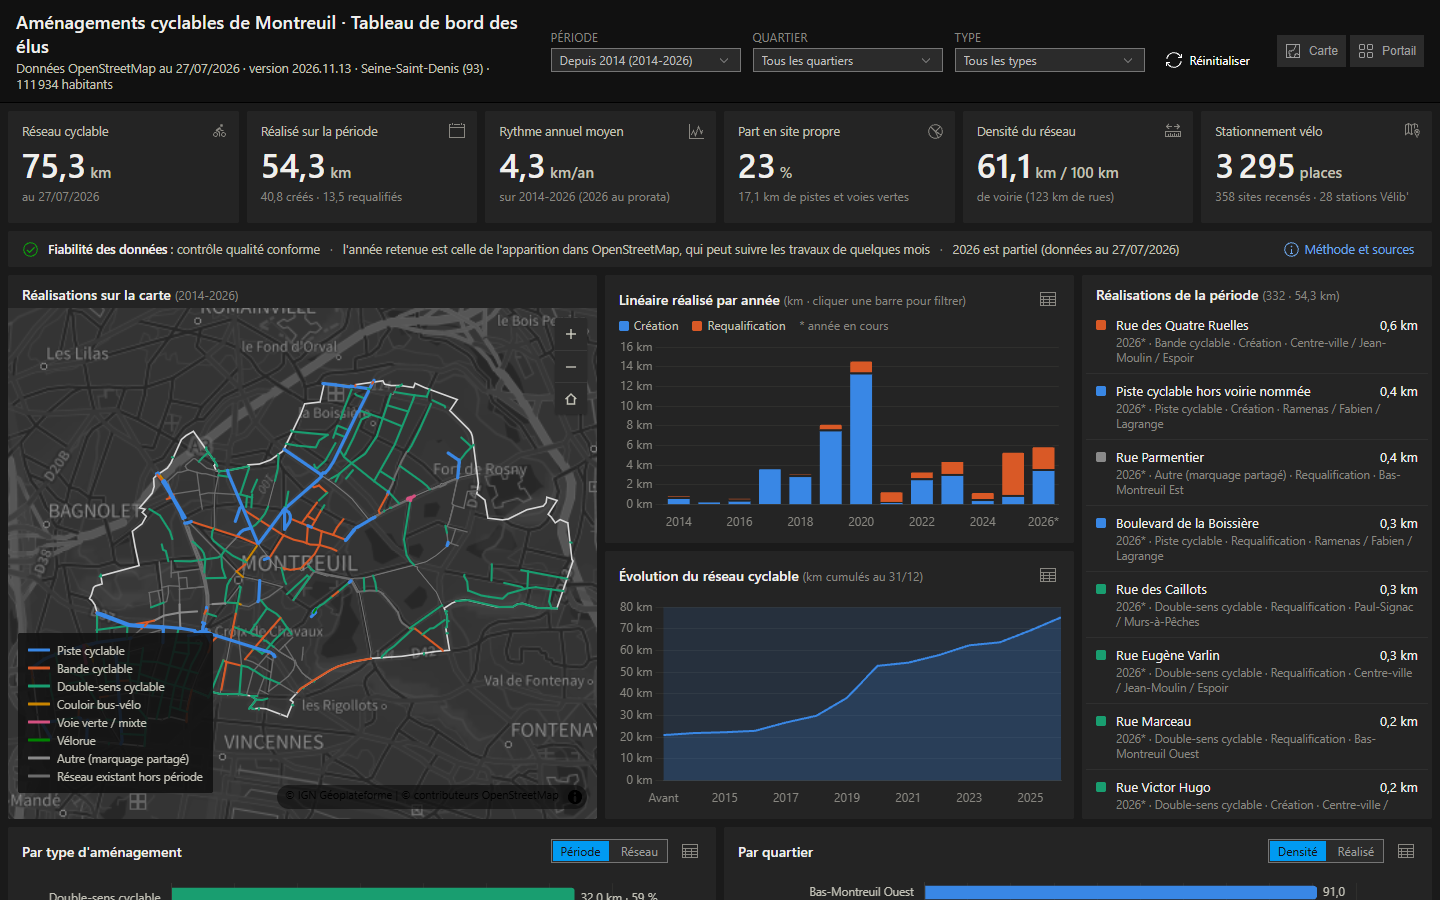 Aménagements cyclables de Montreuil · Tableau de bord des
élus
Données OpenStreetMap au 27/07/2026 · version 2026.11.13 · Seine-Saint-Denis (93) ·
111 934 habitants
PÉRIODE
Depuis 2014 (2014-2026)
QUARTIER
Tous les quartiers
TYPE
Tous les types
Réinitialiser
Carte
Portail
Réseau cyclable
75,3 km
au 27/07/2026
Réalisé sur la période
54,3 km
40,8 créés · 13,5 requalifiés
Rythme annuel moyen
4,3 km/an
sur 2014-2026 (2026 au prorata)
Part en site propre
23 %
17,1 km de pistes et voies vertes
Densité du réseau
61,1 km / 100 km
de voirie (123 km de rues)
Stationnement vélo
3 295 places
358 sites recensés · 28 stations Vélib'
Fiabilité des données : contrôle qualité conforme · l'année retenue est celle de l'apparition dans OpenStreetMap, qui peut suivre les travaux de quelques mois · 2026 est partiel (données au 27/07/2026)
Méthode et sources
Réalisations sur la carte (2014-2026)
ROMAINVILLE
le Bois Pe
Les Lilas
le Fond d'Orval
la Boissière
Fort de Rosny
D20B
BAGNOLET
D38
MONTREUIL
Croix de Chavaux
D42
Val de Fontenay
les Rigollots
FONTENAY
VINCENNES
Mandé
+
−
Piste cyclable
Bande cyclable
Double-sens cyclable
Couloir bus-vélo
Voie verte / mixte
Vélorue
Autre (marquage partagé)
Réseau existant hors période
© IGN Géoplateforme | © contributeurs OpenStreetMap
Linéaire réalisé par année (km · cliquer une barre pour filtrer)
Création
Requalification
* année en cours
16 km
14 km
12 km
10 km
8 km
6 km
4 km
2 km
0 km
2014
2016
2018
2020
2022
2024
2026*
Évolution du réseau cyclable (km cumulés au 31/12)
80 km
70 km
60 km
50 km
40 km
30 km
20 km
10 km
0 km
Avant
2015
2017
2019
2021
2023
2025
Réalisations de la période (332 · 54,3 km)
Rue des Quatre Ruelles 0,6 km
2026* · Bande cyclable · Création · Centre-ville / Jean-
Moulin / Espoir
Piste cyclable hors voirie nommée 0,4 km
2026* · Piste cyclable · Création · Ramenas / Fabien /
Lagrange
Rue Parmentier 0,4 km
2026* · Autre (marquage partagé) · Requalification · Bas-
Montreuil Est
Boulevard de la Boissière 0,3 km
2026* · Piste cyclable · Requalification · Ramenas / Fabien /
Lagrange
Rue des Caillots 0,3 km
2026* · Double-sens cyclable · Requalification · Paul-Signac
/ Murs-à-Pêches
Rue Eugène Varlin 0,3 km
2026* · Double-sens cyclable · Requalification · Centre-ville
/ Jean-Moulin / Espoir
Rue Marceau 0,2 km
2026* · Double-sens cyclable · Requalification · Bas-
Montreuil Ouest
Rue Victor Hugo 0,2 km
2026* · Double-sens cyclable · Création · Centre-ville /
Par type d'aménagement
Période
Réseau
Double-sens cyclable
32,0 km · 59 %
Par quartier
Densité
Réalisé
Bas-Montreuil Ouest
91,0